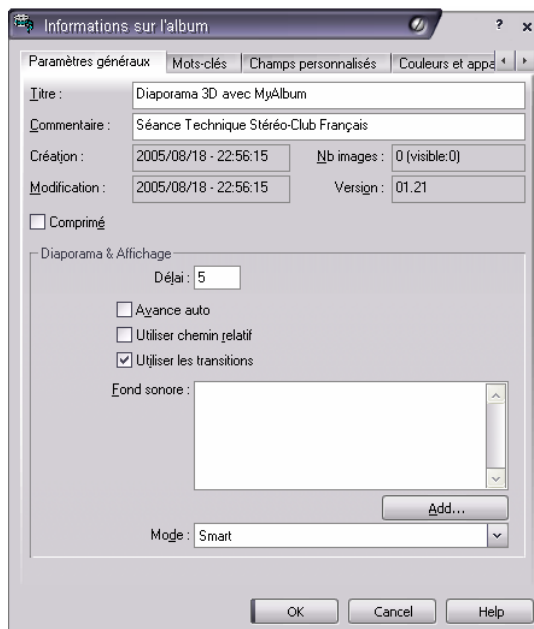 Informations sur l'album
Paramètres généraux Mots-clés Champs personnalisés Couleurs et appa
Titre : Diaporama 3D avec MyAlbum
Commentaire : Séance Technique Stéréo-Club Français
Création : 2005/08/18 - 22:56:15 Nb images : 0 (visible:0)
Modification : 2005/08/18 - 22:56:15 Version : 01.21
Comprimé
Diaporama & Affichage
Délai : 5
Avance auto
Utiliser chemin relatif
Utiliser les transitions
Fond sonore :
Add...
Mode : Smart
OK Cancel Help